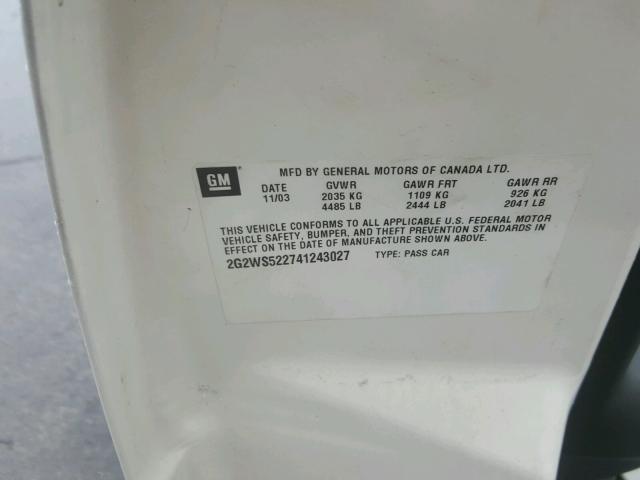 GM
MFD BY GENERAL MOTORS OF CANADA LTD.
DATE GVWR GAWR FRT GAWR RR
11/03 2035 KG 1109 KG 926 KG
4485 LB 2444 LB 2041 LB
THIS VEHICLE CONFORMS TO ALL APPLICABLE U.S. FEDERAL MOTOR
VEHICLE SAFETY, BUMPER, AND THEFT PREVENTION STANDARDS IN
EFFECT ON THE DATE OF MANUFACTURE SHOWN ABOVE.
2G2WS522741243027 TYPE: PASS CAR